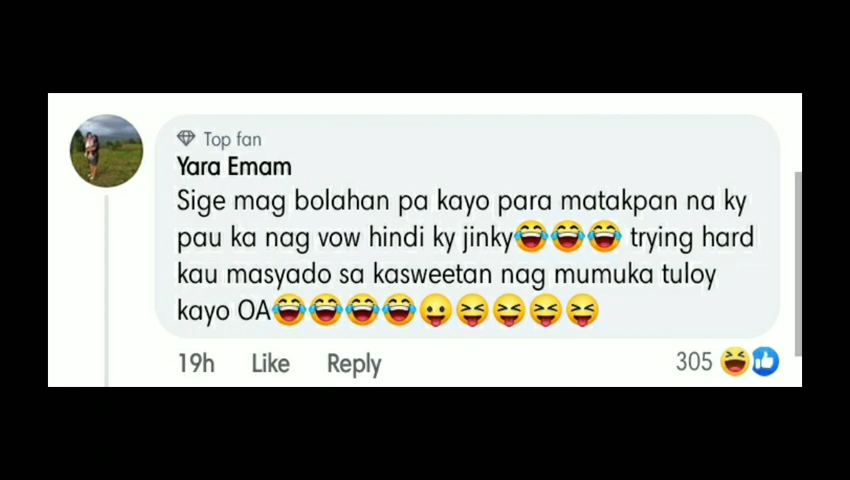 Top fan
Yara Emam
Sige mag bolahan pa kayo para matakpan na ky
pau ka nag vow hindi ky jinky😂😂😂 trying hard
kau masyado sa kasweetan nag mumuka tuloy
kayo OA😂😂😂😂😛😝😝😝😝
19h Like Reply 305